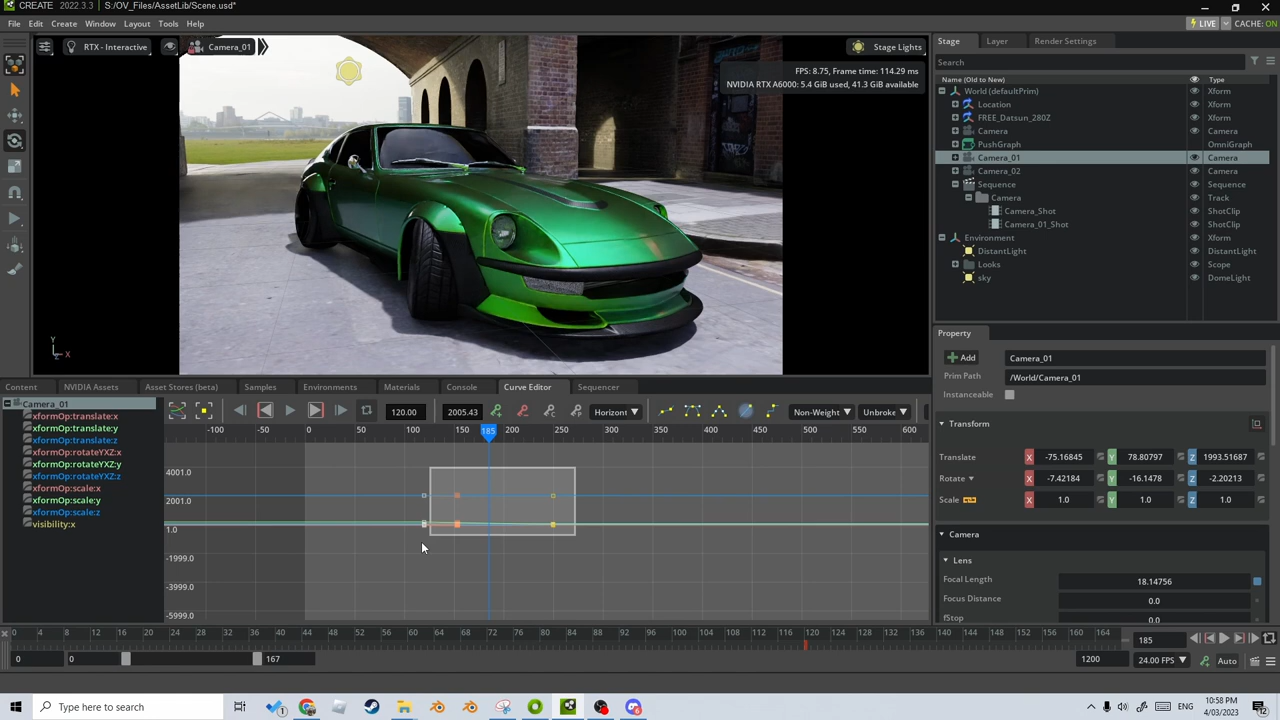 CREATE 2022.3.3 S:/OV_Files/AssetLib/Scene.usd*
File Edit Create Window Layout Tools Help
LIVE CACHE: ON
RTX - Interactive Camera_01 Stage Lights
FPS: 8.75, Frame time: 114.29 ms
NVIDIA RTX A6000: 5.4 GiB used, 41.3 GiB available
Y
X
Stage Layer Render Settings
Search
Name (Old to New) Type
World (defaultPrim) Xform
Location Xform
FREE_Datsun_280Z Xform
Camera Camera
PushGraph OmniGraph
Camera_01 Camera
Camera_02 Camera
Sequence Sequence
Camera Track
Camera_Shot ShotClip
Camera_01_Shot ShotClip
Environment Xform
DistantLight DistantLight
Looks Scope
sky DomeLight
Property
Add Camera_01
Prim Path /World/Camera_01
Instanceable
Transform
Translate X -75.16845 Y 78.80797 Z 1993.51687
Rotate X -7.42184 Y -16.1478 Z -2.20213
Scale X 1.0 Y 1.0 Z 1.0
Camera
Lens
Focal Length 18.14756
Focus Distance 0.0
fStop 0.0
Content NVIDIA Assets Asset Stores (beta) Samples Environments Materials Console Curve Editor Sequencer
120.00 2005.43 Horizont Non-Weight Unbroke
Camera_01
xformOp:translate:x
xformOp:translate:y
xformOp:translate:z
xformOp:rotateYXZ:x
xformOp:rotateYXZ:y
xformOp:rotateYXZ:z
xformOp:scale:x
xformOp:scale:y
xformOp:scale:z
visibility:x
-100 -50 0 50 100 150 185 200 250 300 350 400 450 500 550 600
4001.0
2001.0
1.0
-1999.0
-3999.0
-5999.0
0 4 8 12 16 20 24 28 32 36 40 44 48 52 56 60 64 68 72 76 80 84 88 92 96 100 104 108 112 116 120 124 128 132 136 140 144 148 152 156 160 164 185
0 0 167 1200 24.00 FPS Auto
Type here to search
1
ENG
10:58 PM
4/03/2023
12